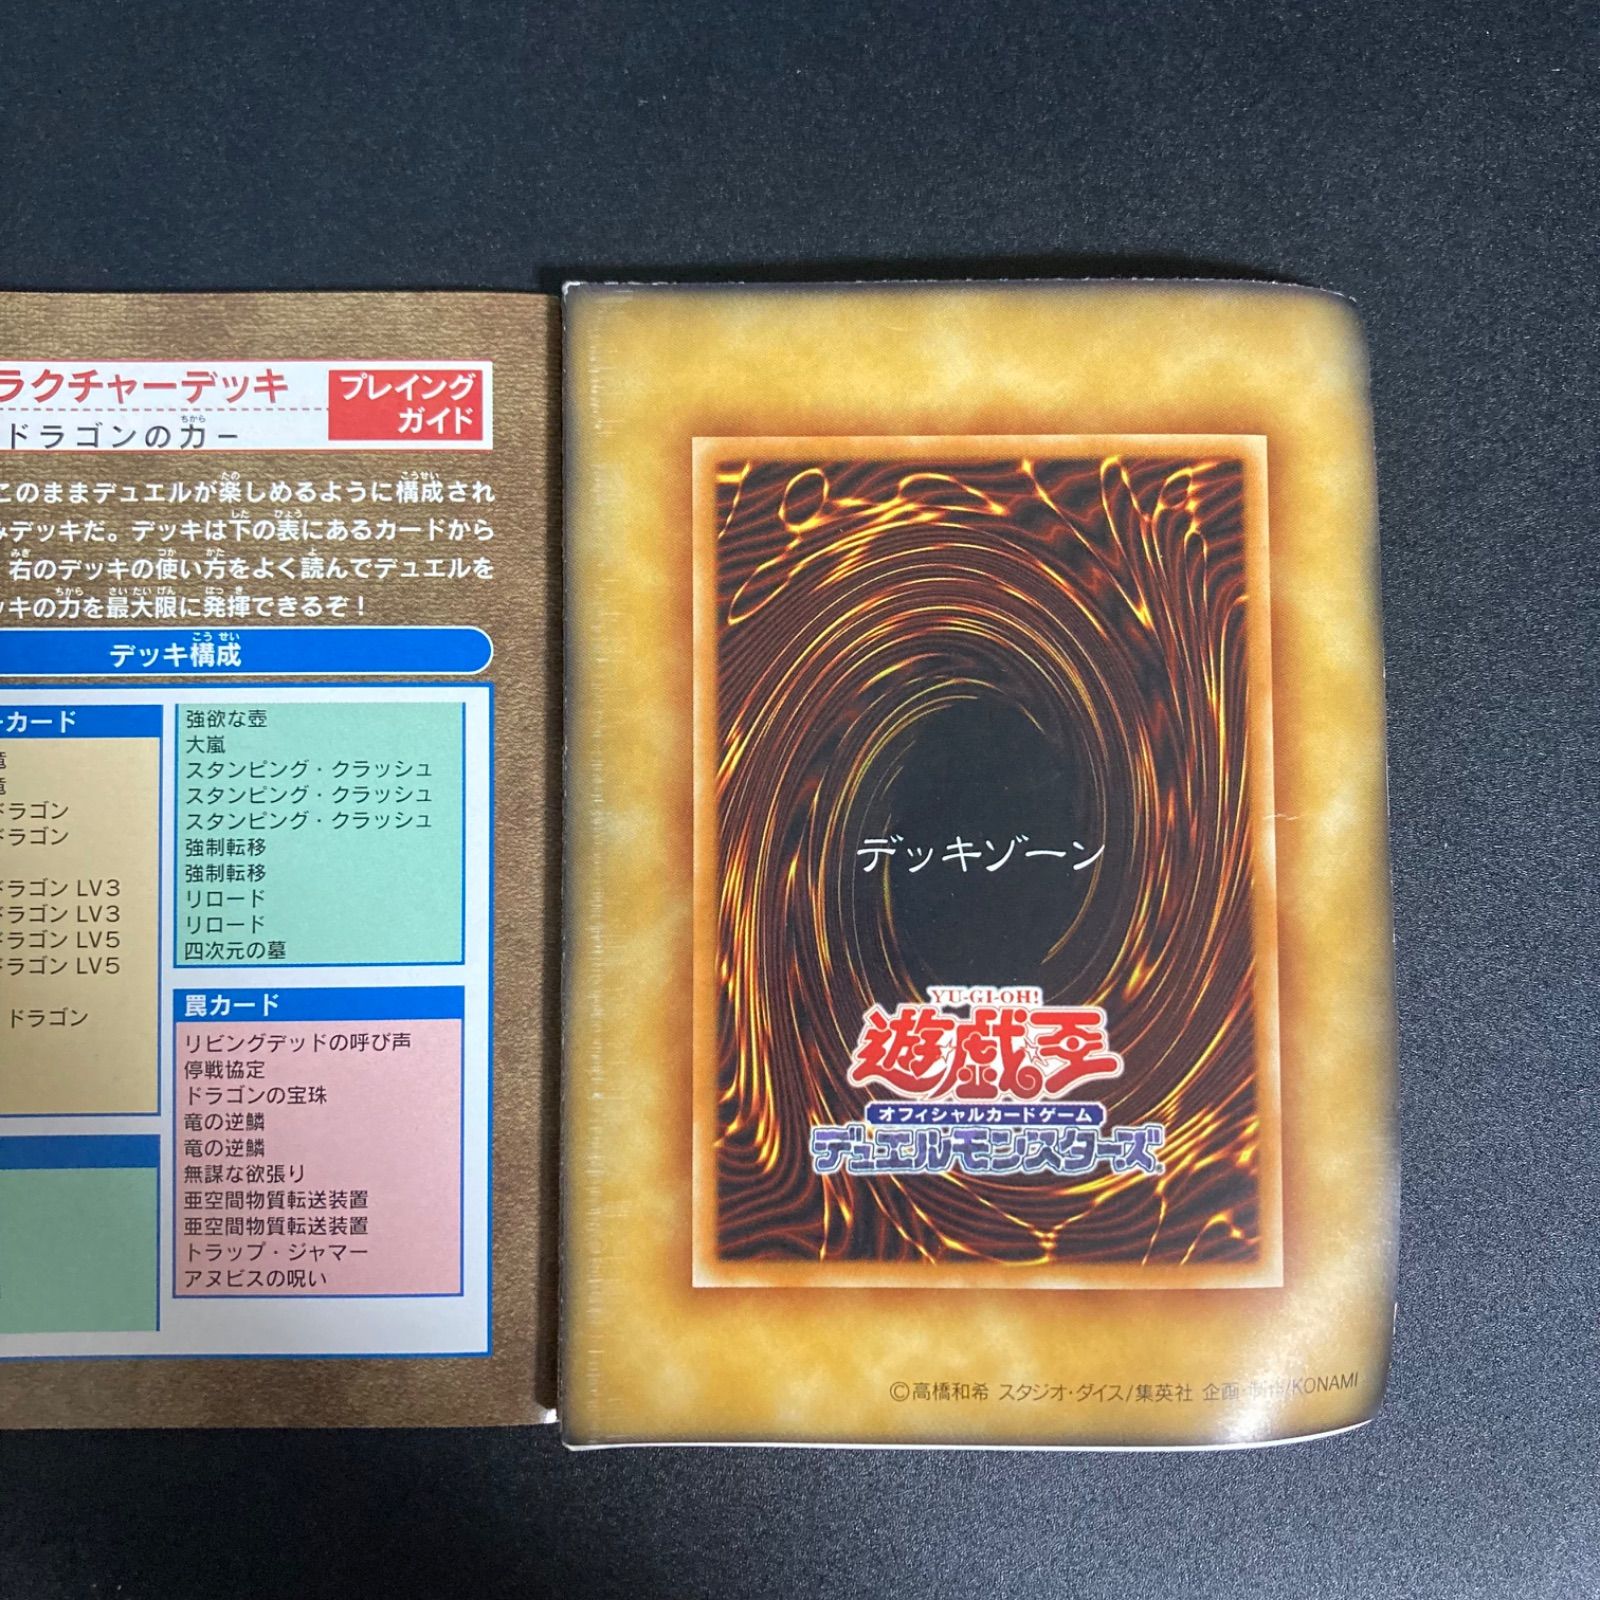 ラクチャーデッキ
ドラゴンの力－
プレイング
ガイド
このままデュエルが楽しめるように構成され
デッキだ。デッキは下の表にあるカードから
右のデッキの使い方をよく読んでデュエルを
ッキの力を最大限に発揮できるぞ！
デッキ構成
カード
竜
竜
ドラゴン
ドラゴン
ドラゴン LV3
ドラゴン LV3
ドラゴン LV5
ドラゴン LV5
ドラゴン
強欲な壺
大嵐
スタンピング・クラッシュ
スタンピング・クラッシュ
スタンピング・クラッシュ
強制転移
強制転移
リロード
リロード
四次元の墓
罠カード
リビングデッドの呼び声
停戦協定
ドラゴンの宝珠
竜の逆鱗
竜の逆鱗
無謀な欲張り
亜空間物質転送装置
亜空間物質転送装置
トラップ・ジャマー
アヌビスの呪い
デッキゾーン
YU-GI-OH!
遊戯王
オフィシャルカードゲーム
デュエルモンスターズ
©高橋和希 スタジオ・ダイス/集英社 企画・制作/KONAMI